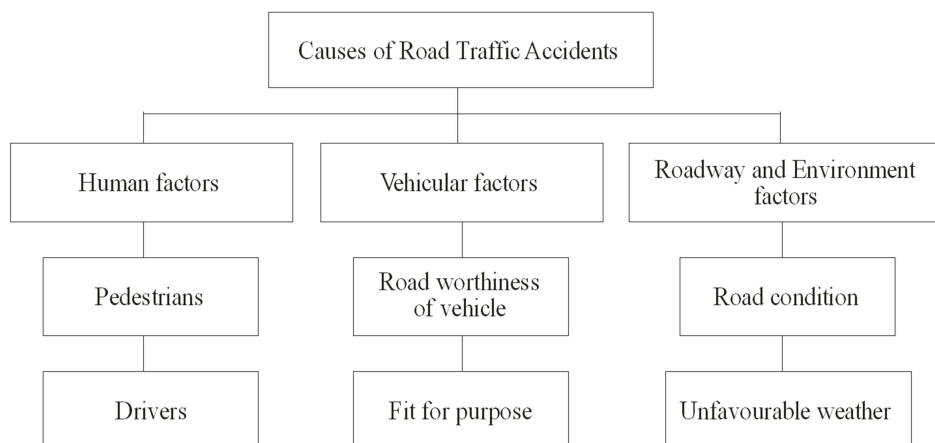 Causes of Road Traffic Accidents
Human factors
Vehicular factors
Roadway and Environment
factors
Pedestrians
Road worthiness
of vehicle
Road condition
Drivers
Fit for purpose
Unfavourable weather